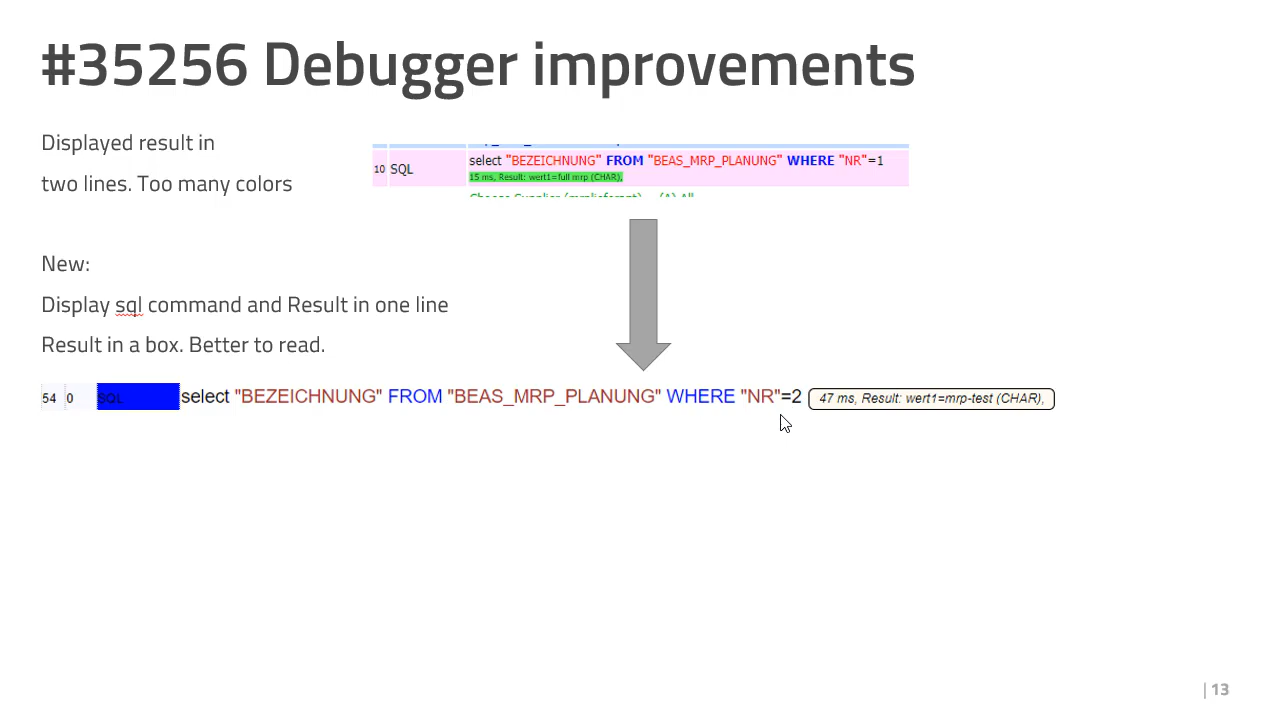 #35256 Debugger improvements
Displayed result in
two lines. Too many colors
10 SQL select "BEZEICHNUNG" FROM "BEAS_MRP_PLANUNG" WHERE "NR"=1
15 ms, Result: wert1=full mrp (CHAR),
New:
Display sql command and Result in one line
Result in a box. Better to read.
54 0 SQL select "BEZEICHNUNG" FROM "BEAS_MRP_PLANUNG" WHERE "NR"=2 47 ms, Result: wert1=mrp-test (CHAR),
| 13